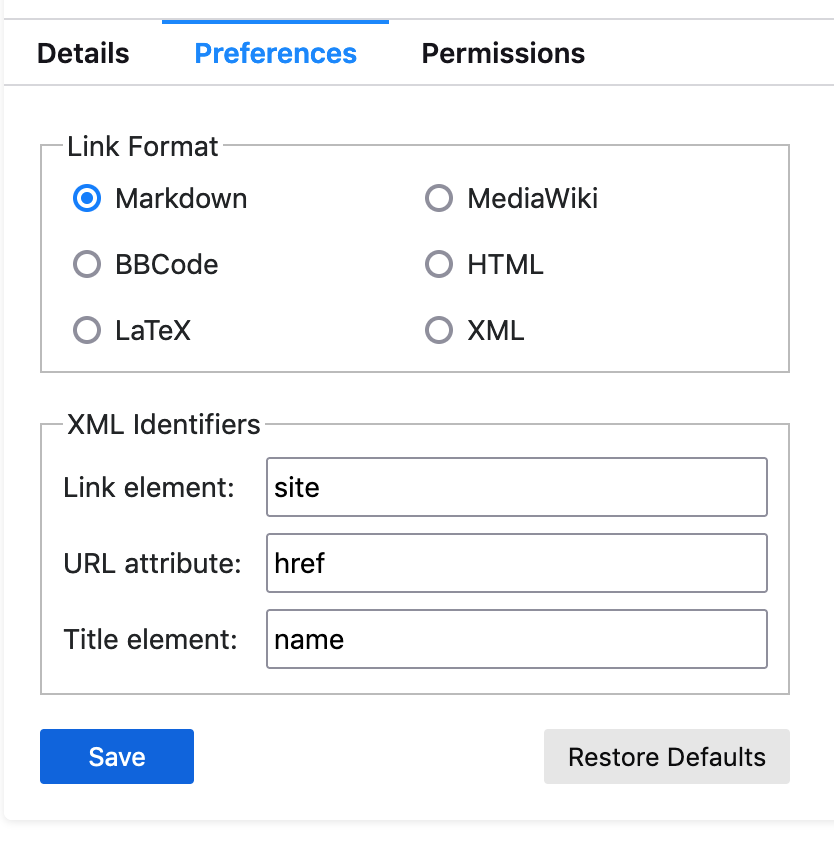 Details Preferences Permissions
Link Format
Markdown MediaWiki
BBCode HTML
LaTeX XML
XML Identifiers
Link element: site
URL attribute: href
Title element: name
Save Restore Defaults